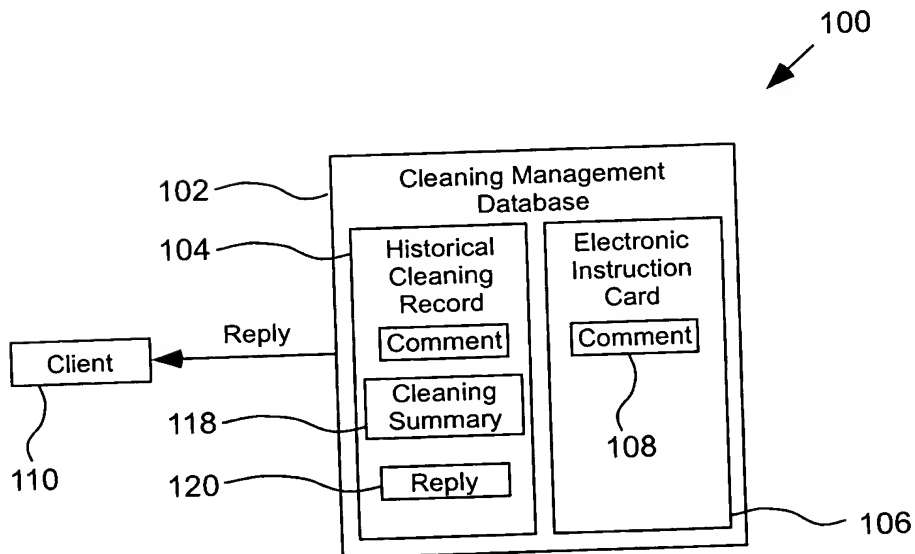 100
102
Cleaning Management
Database
104
Historical
Cleaning
Record
Comment
Cleaning
Summary
Reply
Electronic
Instruction
Card
Comment
Reply
Client
110
118
120
108
106